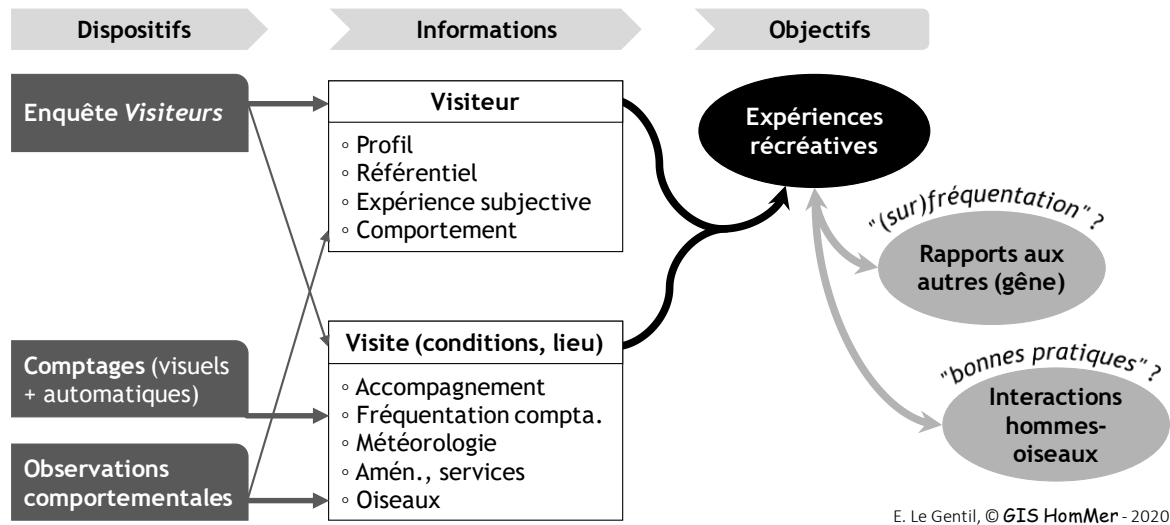 Dispositifs
Informations
Objectifs
Enquête Visiteurs
Comptages (visuels
+ automatiques)
Observations
comportementales
Visiteur
◦ Profil
◦ Référentiel
◦ Expérience subjective
◦ Comportement
Visite (conditions, lieu)
◦ Accompagnement
◦ Fréquentation compta.
◦ Météorologie
◦ Amén., services
◦ Oiseaux
Expériences
récréatives
"(sur)fréquentation" ?
Rapports aux
autres (gêne)
"bonnes pratiques" ?
Interactions
hommes-
oiseaux
E. Le Gentil, © GIS HomMer - 2020